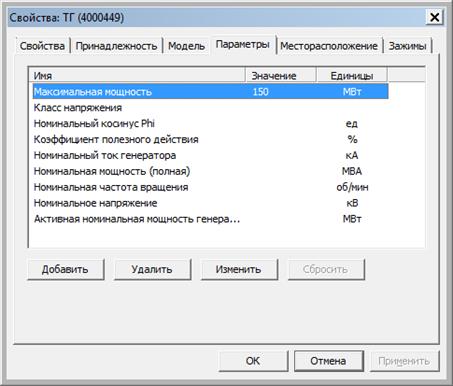 Свойства: ТГ (4000449)
Свойства Принадлежность Модель Параметры Месторасположение Зажимы
Имя Значение Единицы
Максимальная мощность 150 МВт
Класс напряжения
Номинальный косинус Phi ед
Коэффициент полезного действия %
Номинальный ток генератора кА
Номинальная мощность (полная) МВА
Номинальная частота вращения об/мин
Номинальное напряжение кВ
Активная номинальная мощность генера... МВт
Добавить Удалить Изменить Сбросить
ОК Отмена Применить